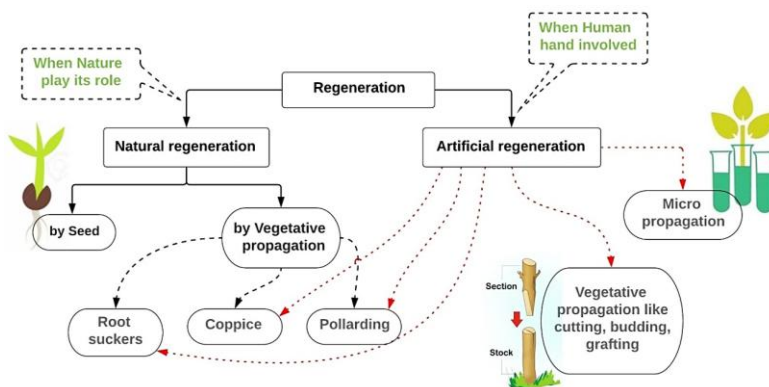 When Nature
play its role
When Human
hand involved
Regeneration
Natural regeneration
Artificial regeneration
by Seed
by Vegetative
propagation
Micro
propagation
Root
suckers
Coppice
Pollarding
Section
Stock
Vegetative
propagation like
cutting, budding,
grafting